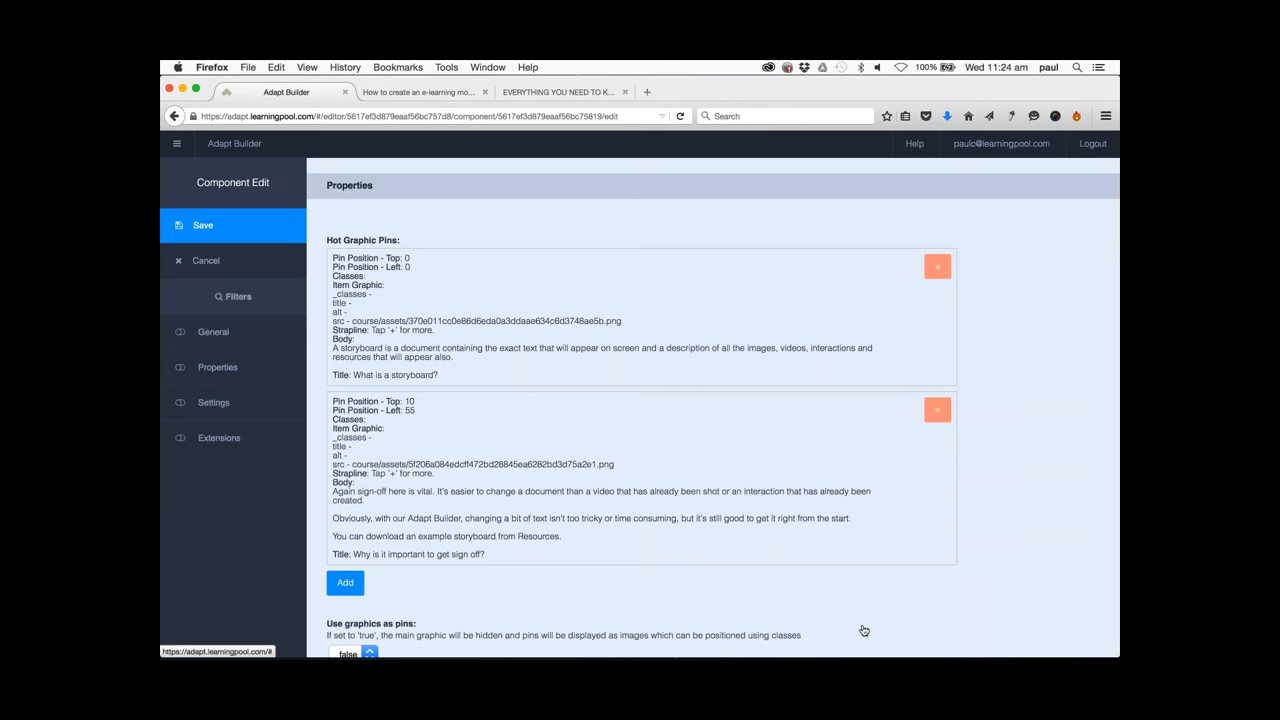 Firefox File Edit View History Bookmarks Tools Window Help 100% Wed 11:24 am paul
Adapt Builder × How to create an e-learning mo... × EVERYTHING YOU NEED TO K... × +
https://adapt.learningpool.com/#/editor/5617ef3d879eaaf56bc757d8/component/5617ef3d879eaaf56bc75819/edit Search
Adapt Builder Help paulc@learningpool.com Logout
Component Edit
Save
Cancel
Filters
General
Properties
Settings
Extensions
Properties
Hot Graphic Pins:
Pin Position - Top: 0
Pin Position - Left: 0
Classes:
Item Graphic:
_classes -
title -
alt -
src - course/assets/370e011cc0e86d6eda0a3ddaae634c6d3748ae5b.png
Strapline: Tap '+' for more.
Body:
A storyboard is a document containing the exact text that will appear on screen and a description of all the images, videos, interactions and
resources that will appear also.
Title: What is a storyboard?
Pin Position - Top: 10
Pin Position - Left: 55
Classes:
Item Graphic:
_classes -
title -
alt -
src - course/assets/5f206a084edcff472bd28845ea6282bd3d75a2e1.png
Strapline: Tap '+' for more.
Body:
Again sign-off here is vital. It's easier to change a document than a video that has already been shot or an interaction that has already been
created.
Obviously, with our Adapt Builder, changing a bit of text isn't too tricky or time consuming, but it's still good to get it right from the start.
You can download an example storyboard from Resources.
Title: Why is it important to get sign off?
Add
Use graphics as pins:
If set to 'true', the main graphic will be hidden and pins will be displayed as images which can be positioned using classes
false
https://adapt.learningpool.com/#